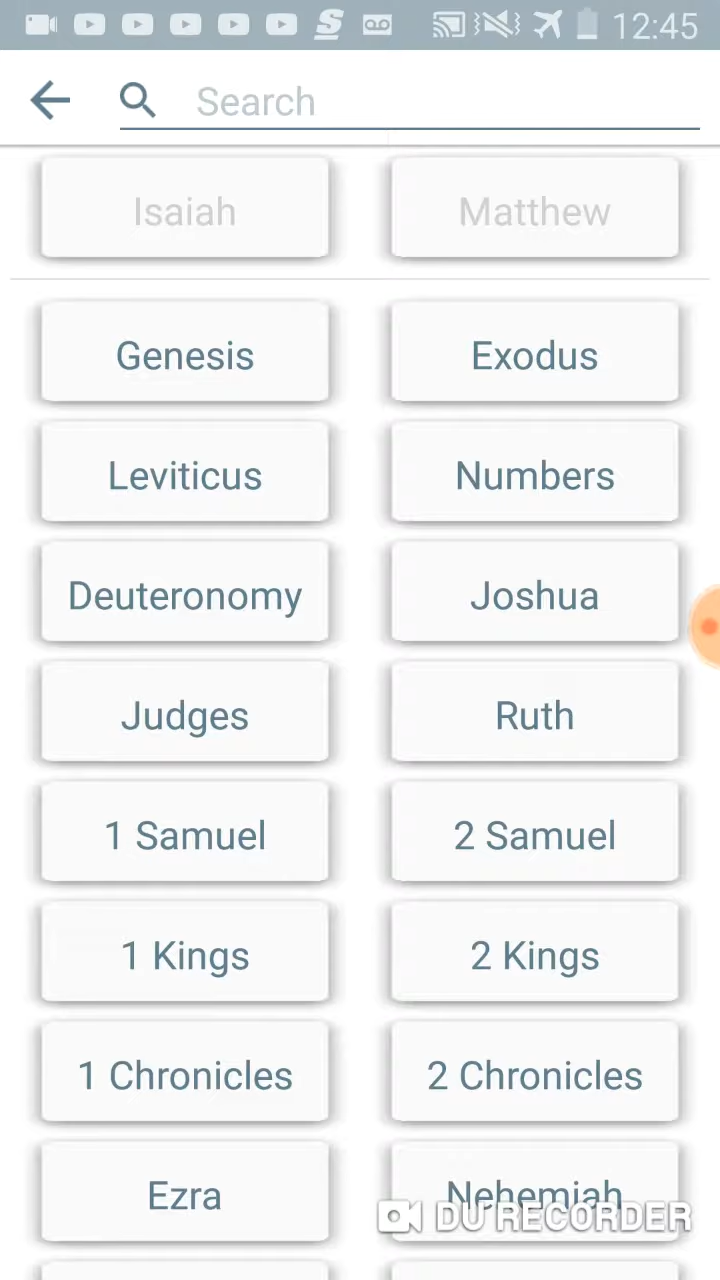 12:45
Search
Isaiah Matthew
Genesis Exodus
Leviticus Numbers
Deuteronomy Joshua
Judges Ruth
1 Samuel 2 Samuel
1 Kings 2 Kings
1 Chronicles 2 Chronicles
Ezra Nehemiah
DU RECORDER